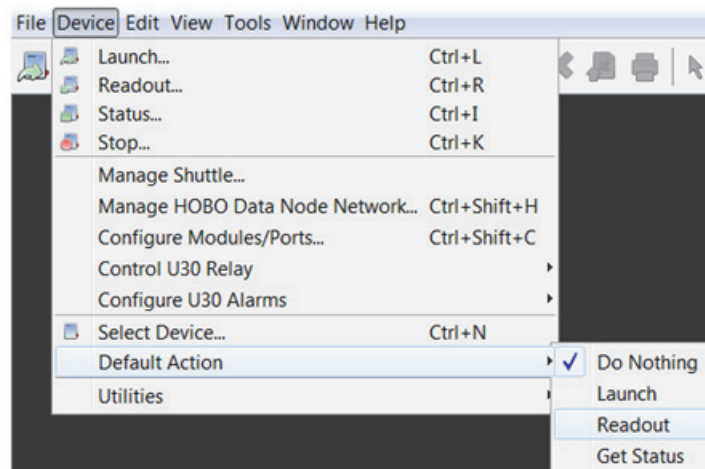 File Device Edit View Tools Window Help
Launch... Ctrl+L
Readout... Ctrl+R
Status... Ctrl+I
Stop... Ctrl+K
Manage Shuttle...
Manage HOBO Data Node Network... Ctrl+Shift+H
Configure Modules/Ports... Ctrl+Shift+C
Control U30 Relay
Configure U30 Alarms
Select Device... Ctrl+N
Default Action
Utilities
Do Nothing
Launch
Readout
Get Status